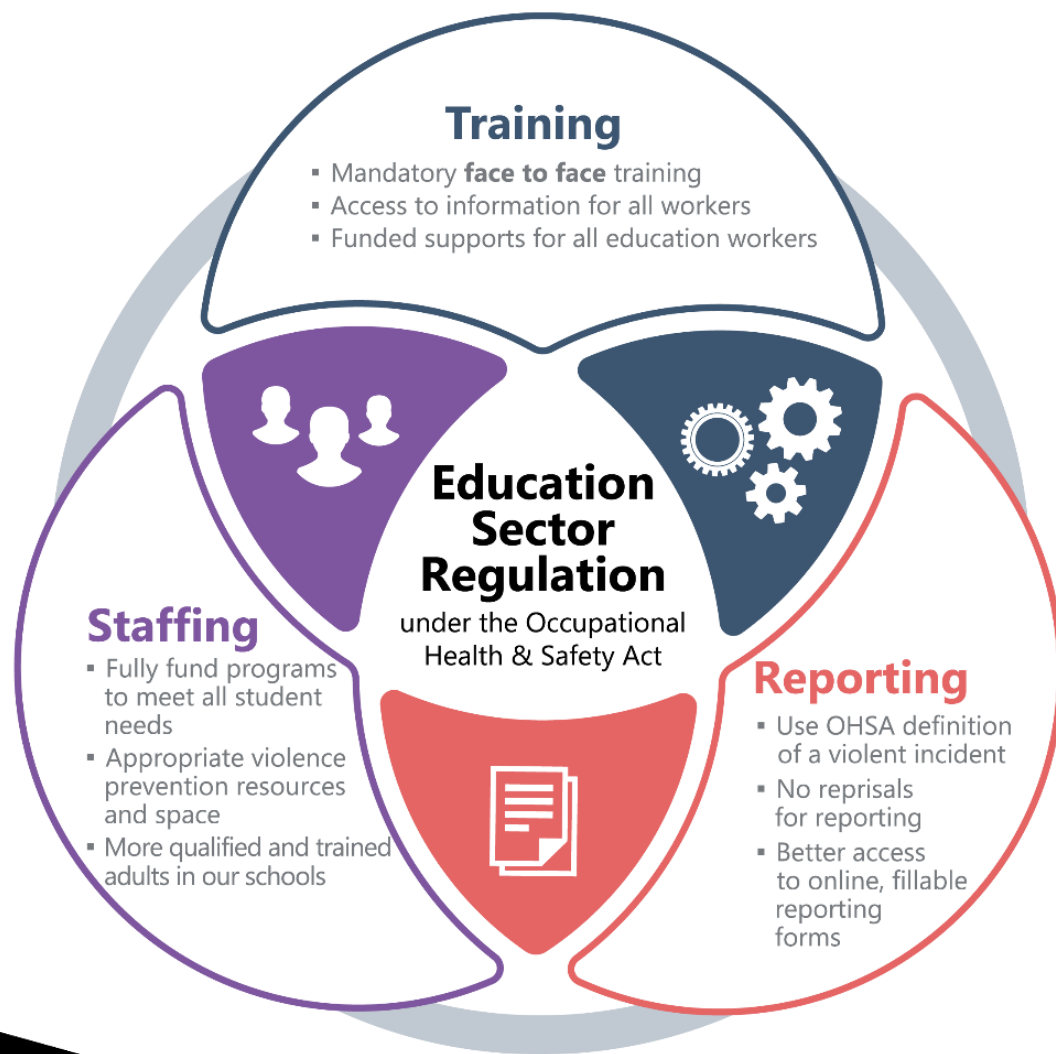 Training
▪ Mandatory face to face training
▪ Access to information for all workers
▪ Funded supports for all education workers
Education
Sector
Regulation
under the Occupational
Health & Safety Act
Staffing
▪ Fully fund programs
to meet all student
needs
▪ Appropriate violence
prevention resources
and space
▪ More qualified and trained
adults in our schools
Reporting
▪ Use OHSA definition
of a violent incident
▪ No reprisals
for reporting
▪ Better access
to online, fillable
reporting
forms